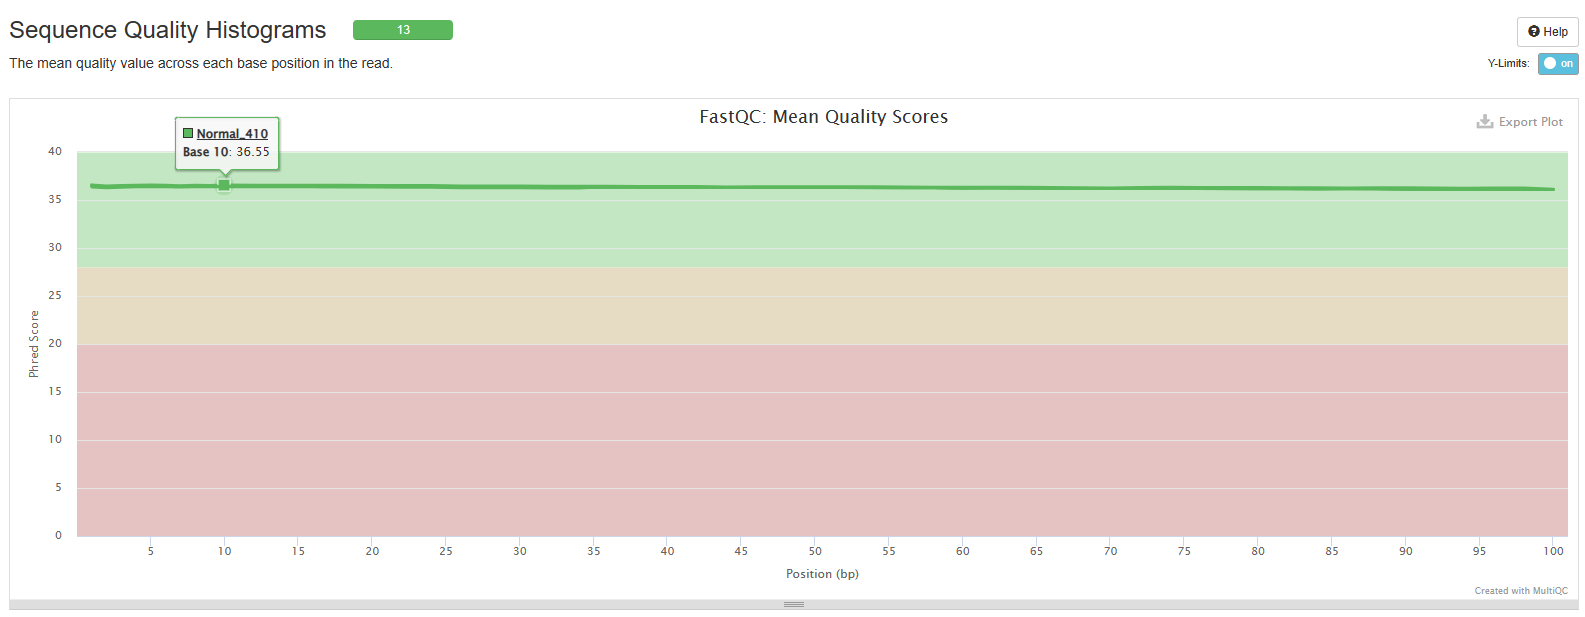 Sequence Quality Histograms
13
Help
The mean quality value across each base position in the read.
Y-Limits: on
FastQC: Mean Quality Scores
Export Plot
Normal_410
Base 10: 36.55
40
35
30
25
20
15
10
5
0
Phred Score
5 10 15 20 25 30 35 40 45 50 55 60 65 70 75 80 85 90 95 100
Position (bp)
Created with MultiQC